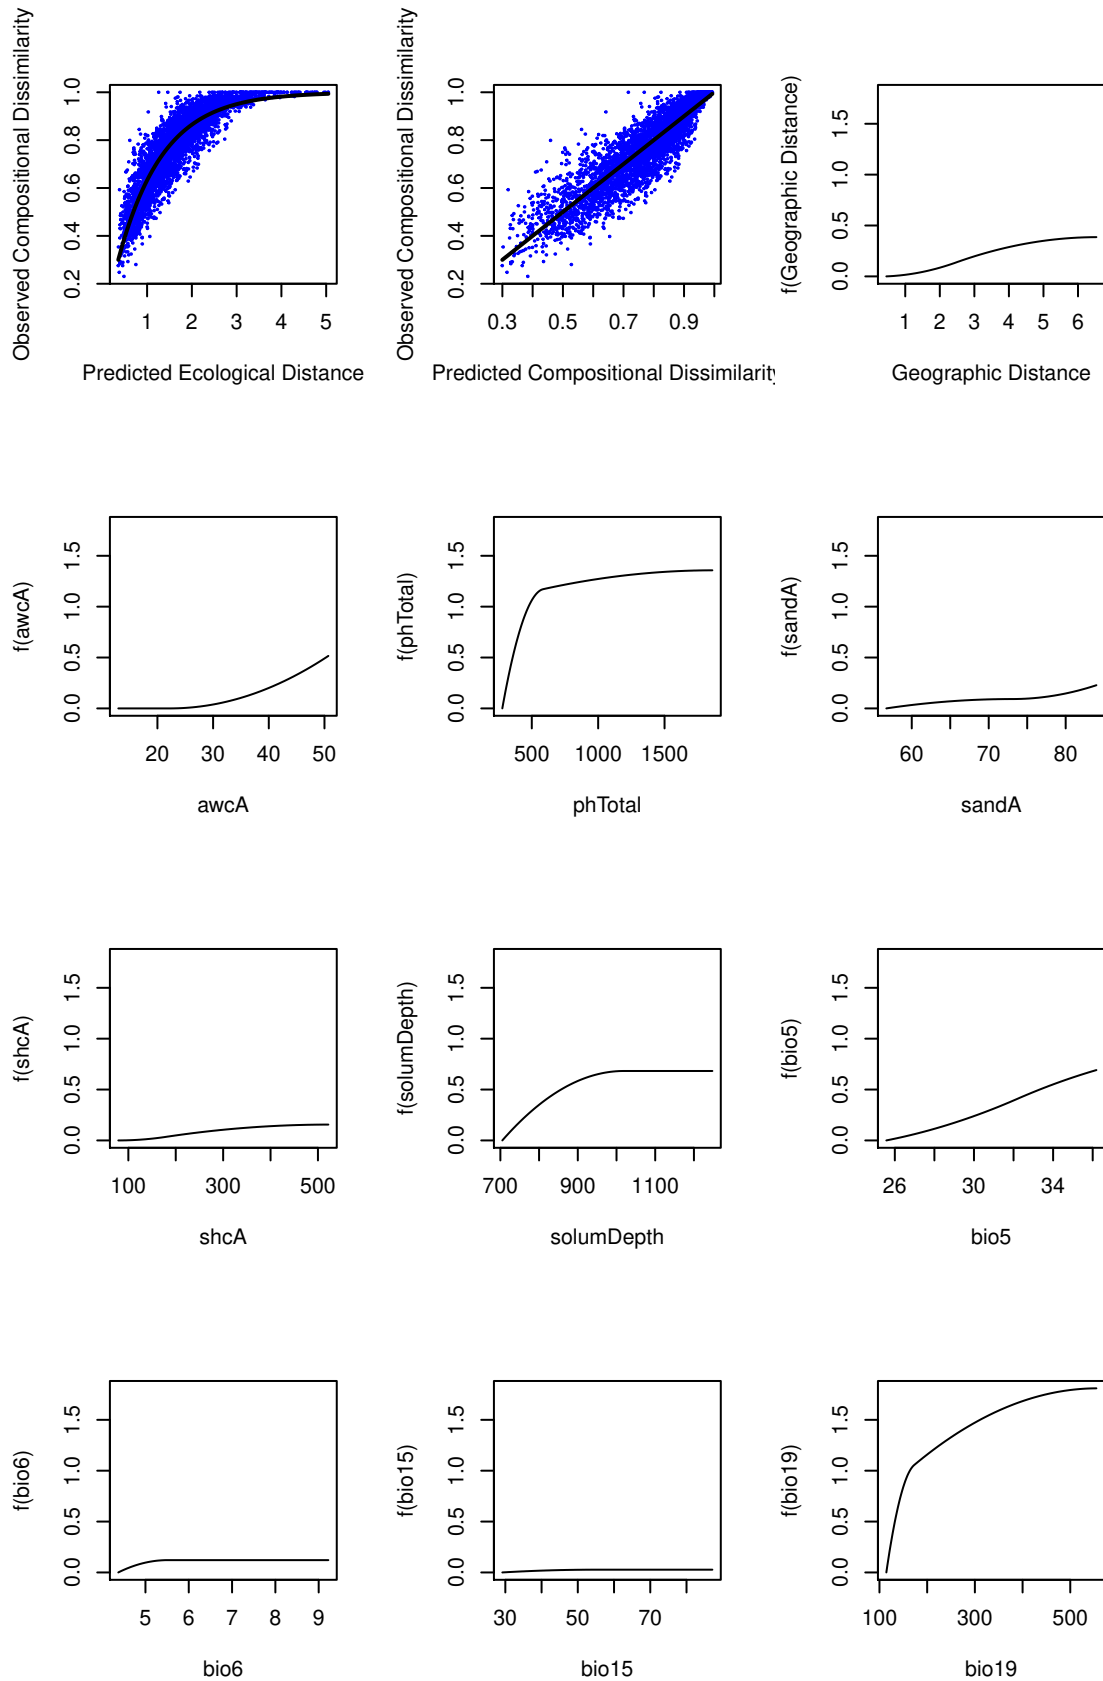 Observed Compositional Dissimilarity
0.2 0.4 0.6 0.8 1.0
1 2 3 4 5
Predicted Ecological Distance
Observed Compositional Dissimilarity
0.2 0.4 0.6 0.8 1.0
0.3 0.5 0.7 0.9
Predicted Compositional Dissimilarity
f(Geographic Distance)
0.0 0.5 1.0 1.5
1 2 3 4 5 6
Geographic Distance
f(awcA)
0.0 0.5 1.0 1.5
20 30 40 50
awcA
f(phTotal)
0.0 0.5 1.0 1.5
500 1000 1500
phTotal
f(sandA)
0.0 0.5 1.0 1.5
60 70 80
sandA
f(shcA)
0.0 0.5 1.0 1.5
100 300 500
shcA
f(solumDepth)
0.0 0.5 1.0 1.5
700 900 1100
solumDepth
f(bio5)
0.0 0.5 1.0 1.5
26 30 34
bio5
f(bio6)
0.0 0.5 1.0 1.5
5 6 7 8 9
bio6
f(bio15)
0.0 0.5 1.0 1.5
30 50 70
bio15
f(bio19)
0.0 0.5 1.0 1.5
100 300 500
bio19